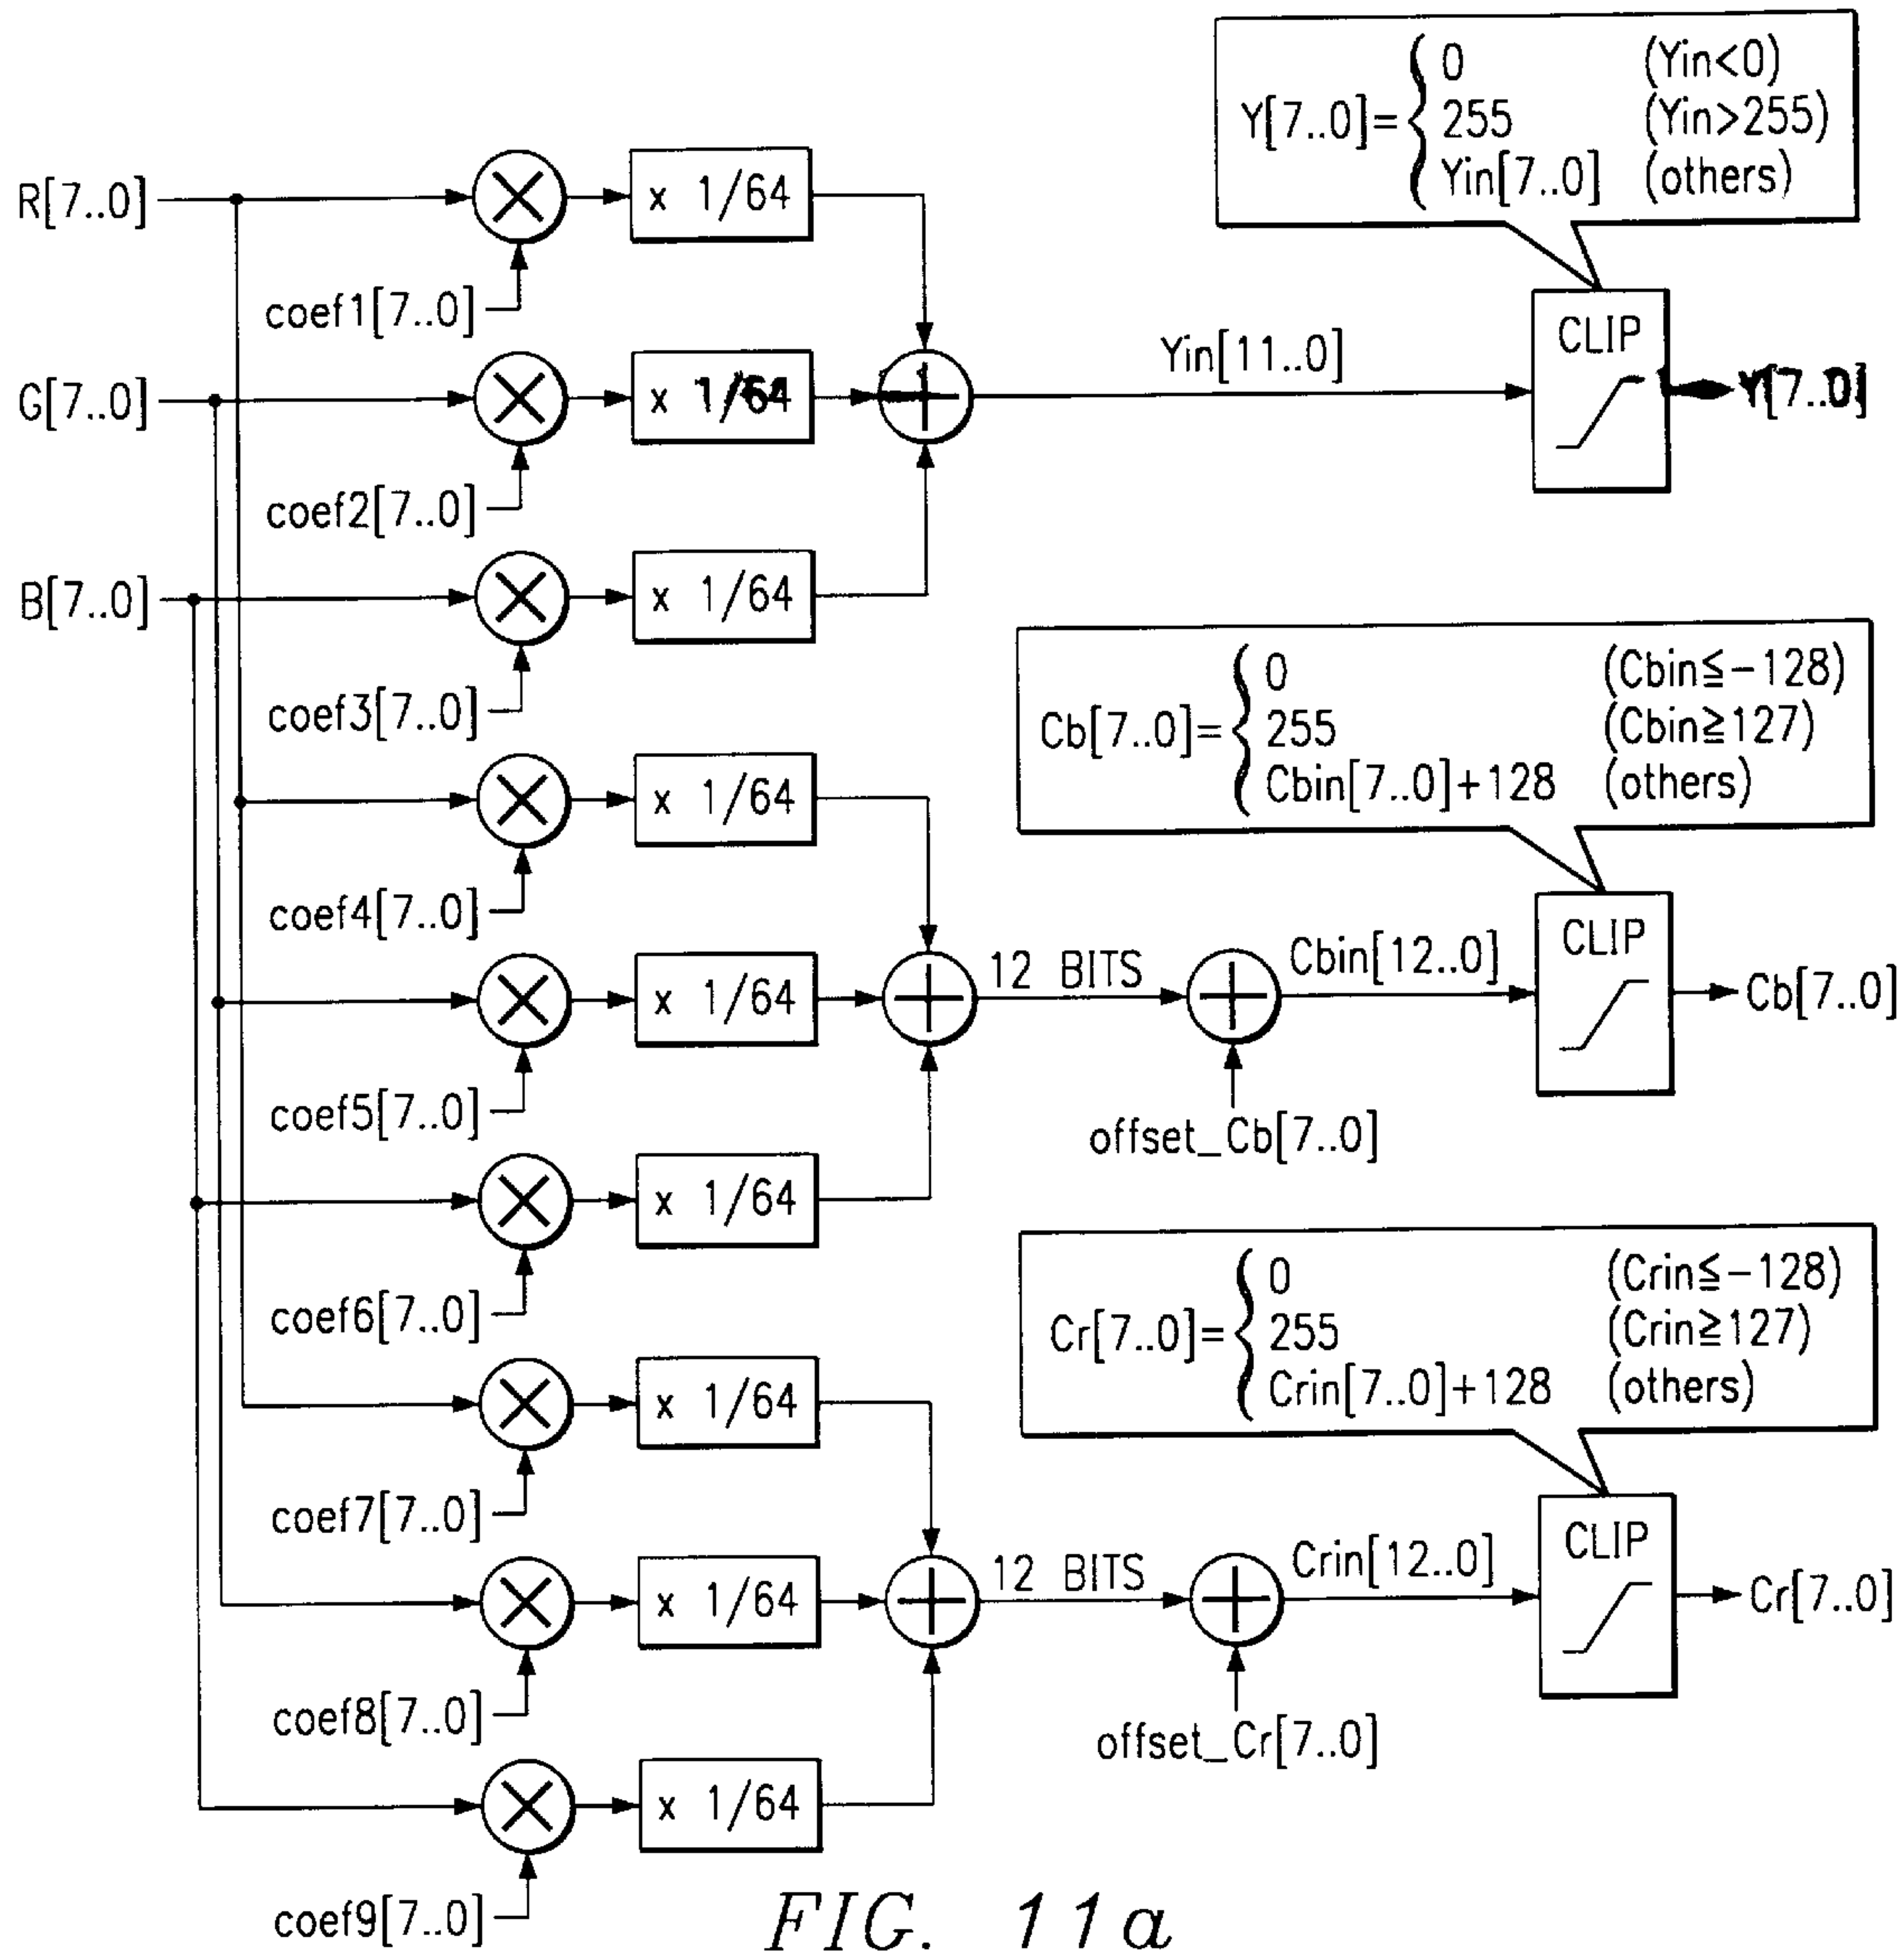 Y[7..0]= 0 (Yin<0)
255 (Yin>255)
Yin[7..0] (others)
R[7..0]
x 1/64
coef1[7..0]
G[7..0]
x 1/64
Yin[11..0]
CLIP
Y[7..0]
coef2[7..0]
B[7..0]
x 1/64
coef3[7..0]
Cb[7..0]= 0 (Cbin≦-128)
255 (Cbin≧127)
Cbin[7..0]+128 (others)
x 1/64
coef4[7..0]
x 1/64
12 BITS
Cbin[12..0]
CLIP
Cb[7..0]
coef5[7..0]
offset_Cb[7..0]
x 1/64
coef6[7..0]
Cr[7..0]= 0 (Crin≦-128)
255 (Crin≧127)
Crin[7..0]+128 (others)
x 1/64
coef7[7..0]
x 1/64
12 BITS
Crin[12..0]
CLIP
Cr[7..0]
coef8[7..0]
offset_Cr[7..0]
x 1/64
coef9[7..0]
FIG. 11a